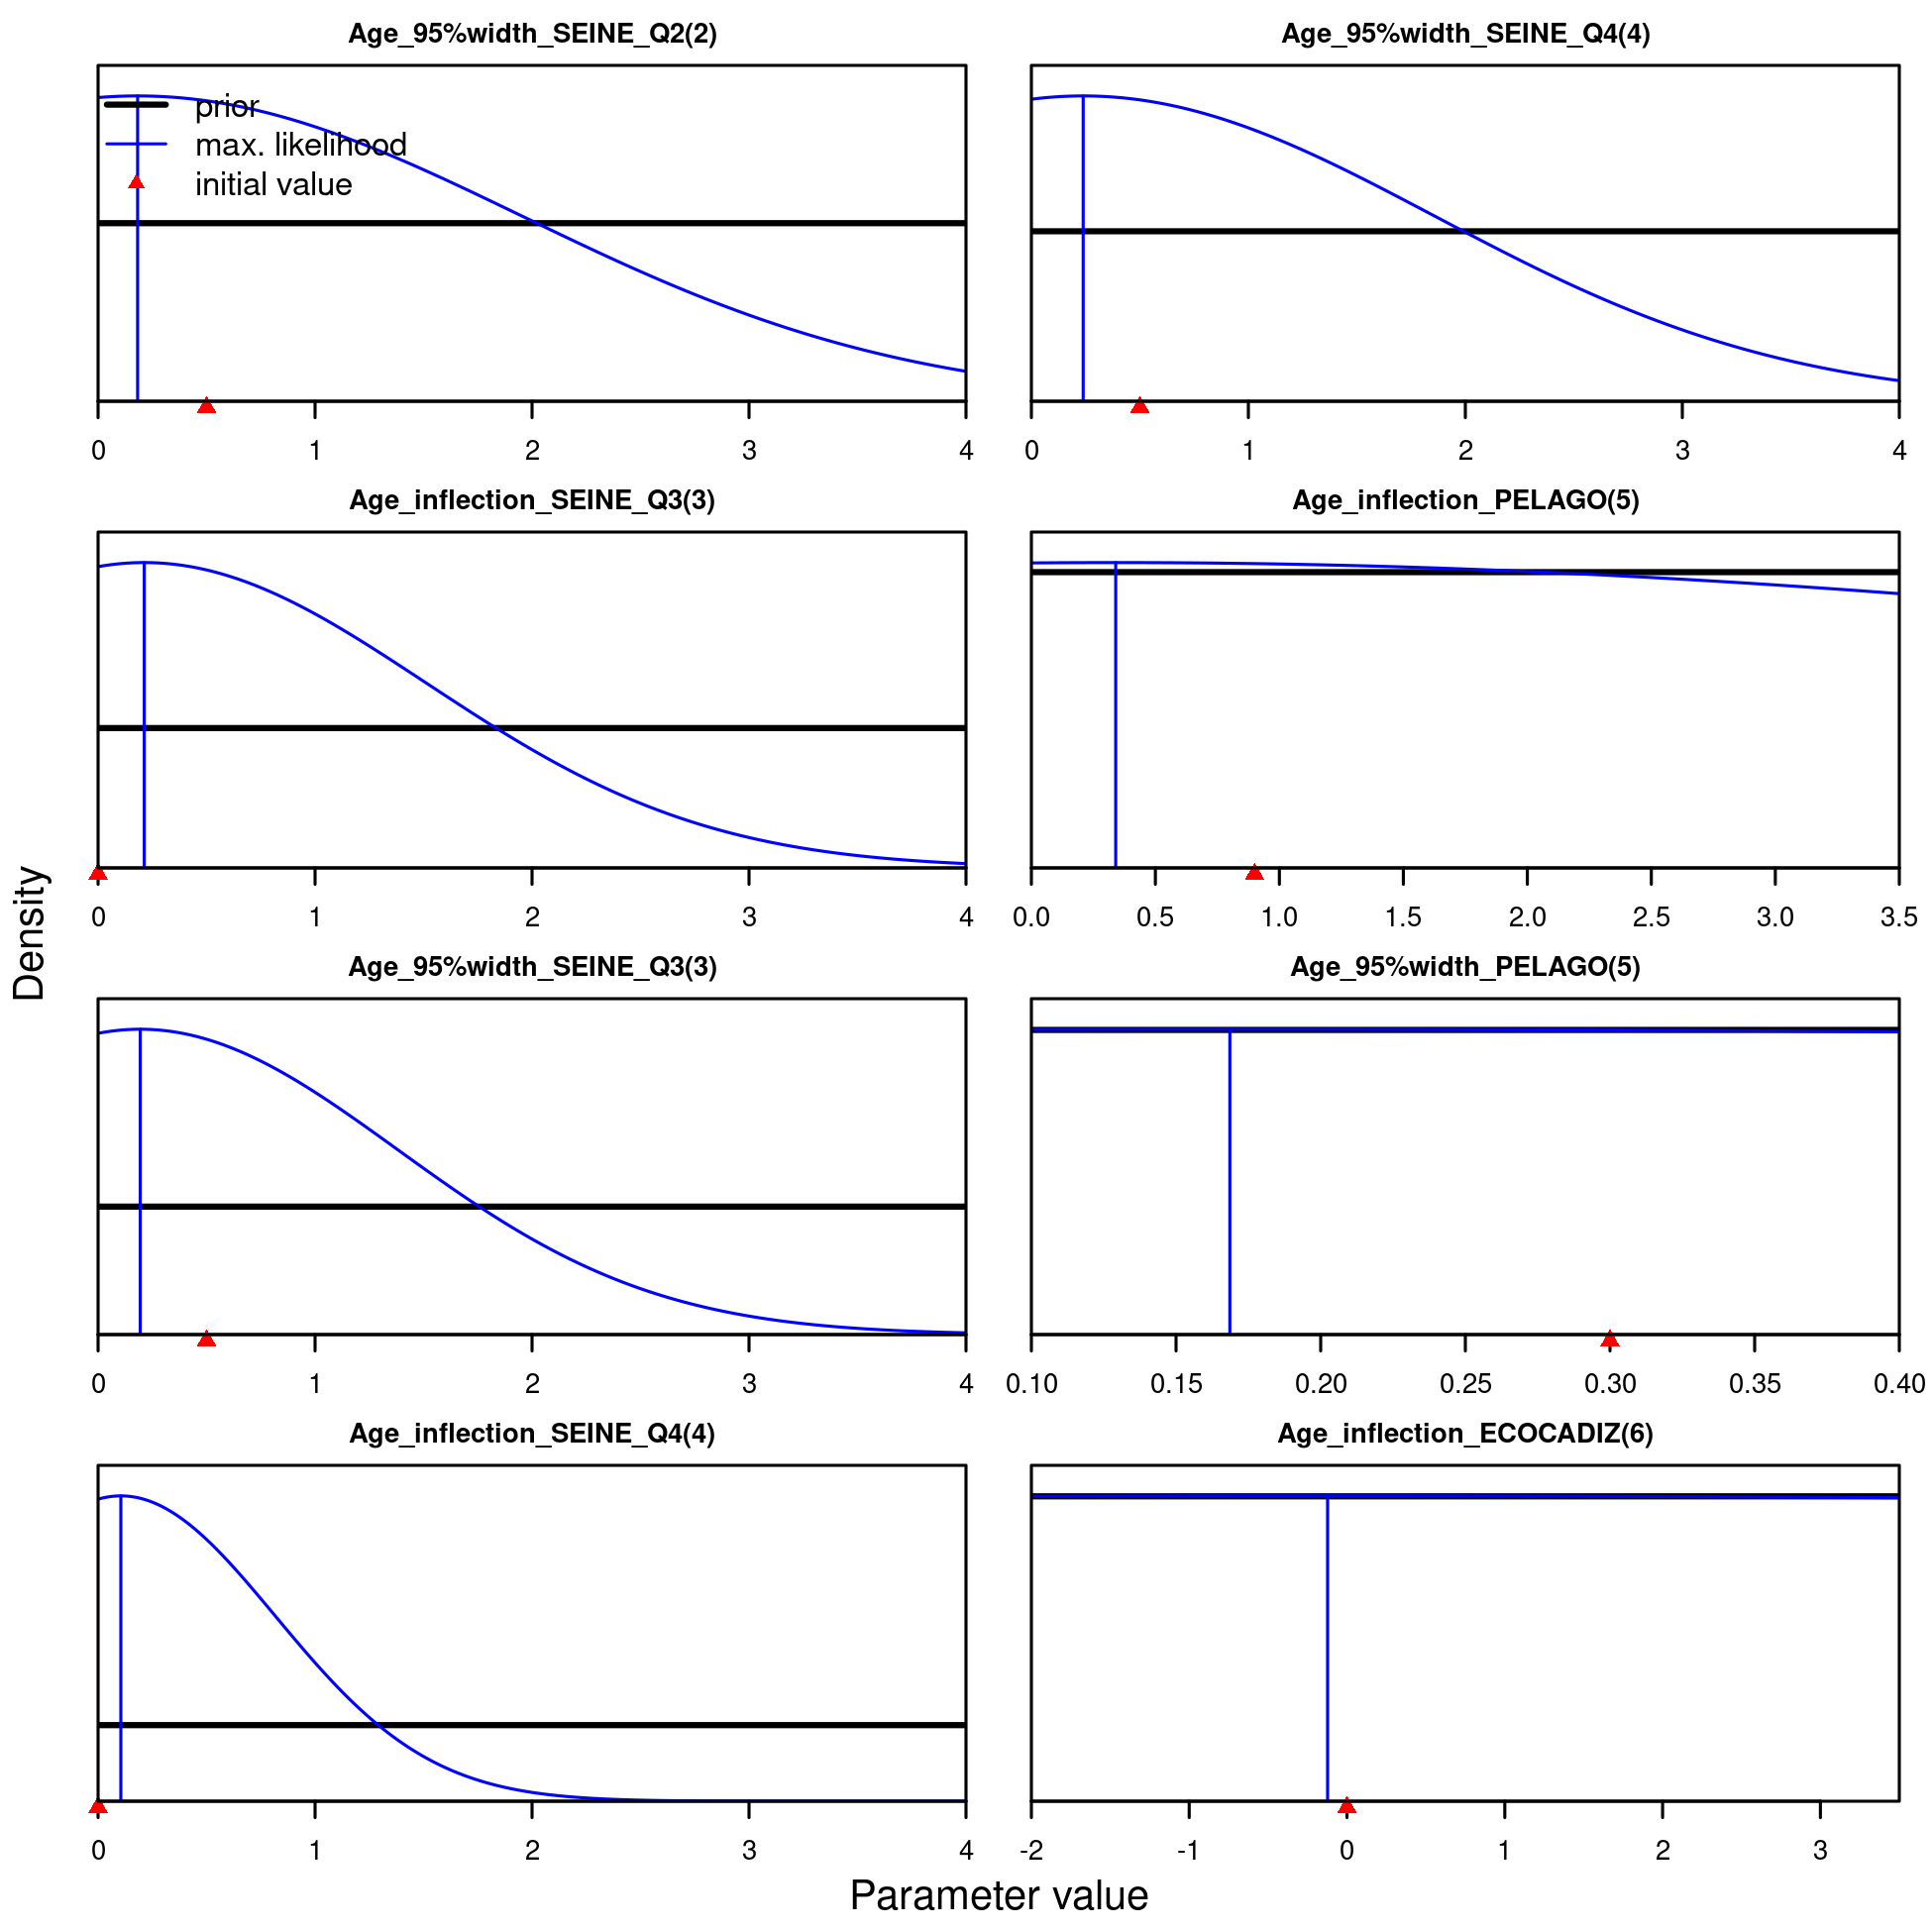 Age_95%width_SEINE_Q2(2)
prior
max. likelihood
initial value
0 1 2 3 4
Age_95%width_SEINE_Q4(4)
0 1 2 3 4
Age_inflection_SEINE_Q3(3)
0 1 2 3 4
Age_inflection_PELAGO(5)
0.0 0.5 1.0 1.5 2.0 2.5 3.0 3.5
Density
Age_95%width_SEINE_Q3(3)
0 1 2 3 4
Age_95%width_PELAGO(5)
0.10 0.15 0.20 0.25 0.30 0.35 0.40
Age_inflection_SEINE_Q4(4)
0 1 2 3 4
Age_inflection_ECOCADIZ(6)
-2 -1 0 1 2 3
Parameter value